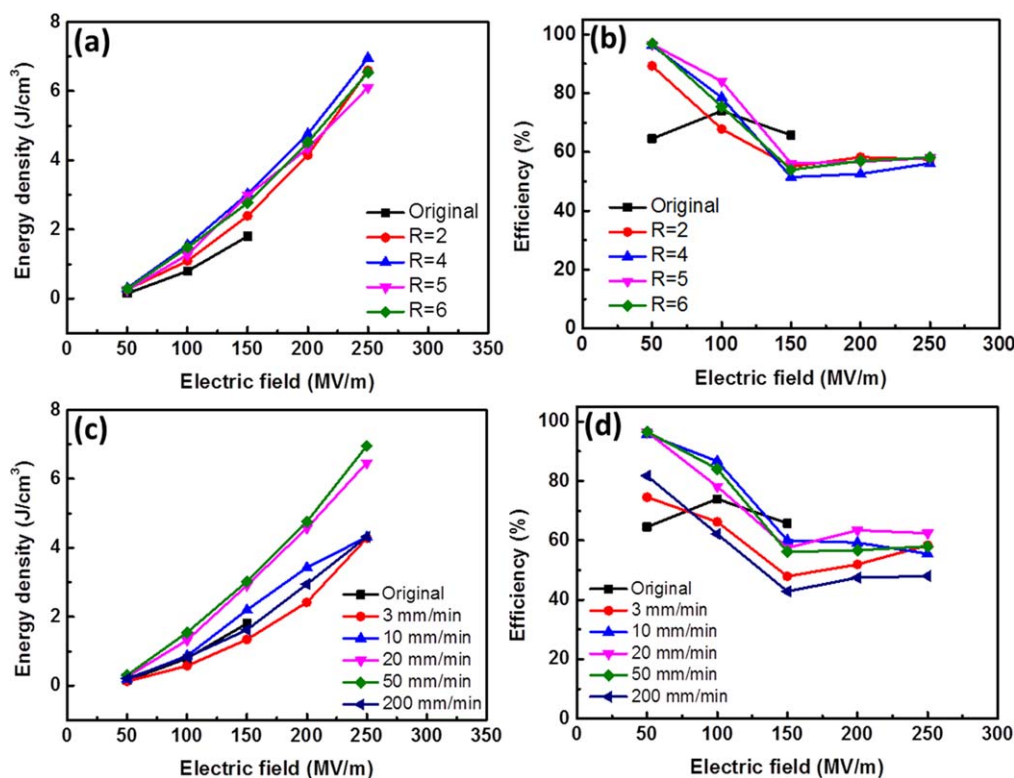 (a)
Energy density (J/cm³)
8
6
4
2
0
Original
R=2
R=4
R=5
R=6
0 50 100 150 200 250 300 350
Electric field (MV/m)
(b)
Efficiency (%)
100
80
60
40
20
0
Original
R=2
R=4
R=5
R=6
0 50 100 150 200 250 300
Electric field (MV/m)
(c)
Energy density (J/cm³)
8
6
4
2
0
Original
3 mm/min
10 mm/min
20 mm/min
50 mm/min
200 mm/min
0 50 100 150 200 250 300 350
Electric field (MV/m)
(d)
Efficiency (%)
100
80
60
40
20
0
Original
3 mm/min
10 mm/min
20 mm/min
50 mm/min
200 mm/min
0 50 100 150 200 250 300
Electric field (MV/m)